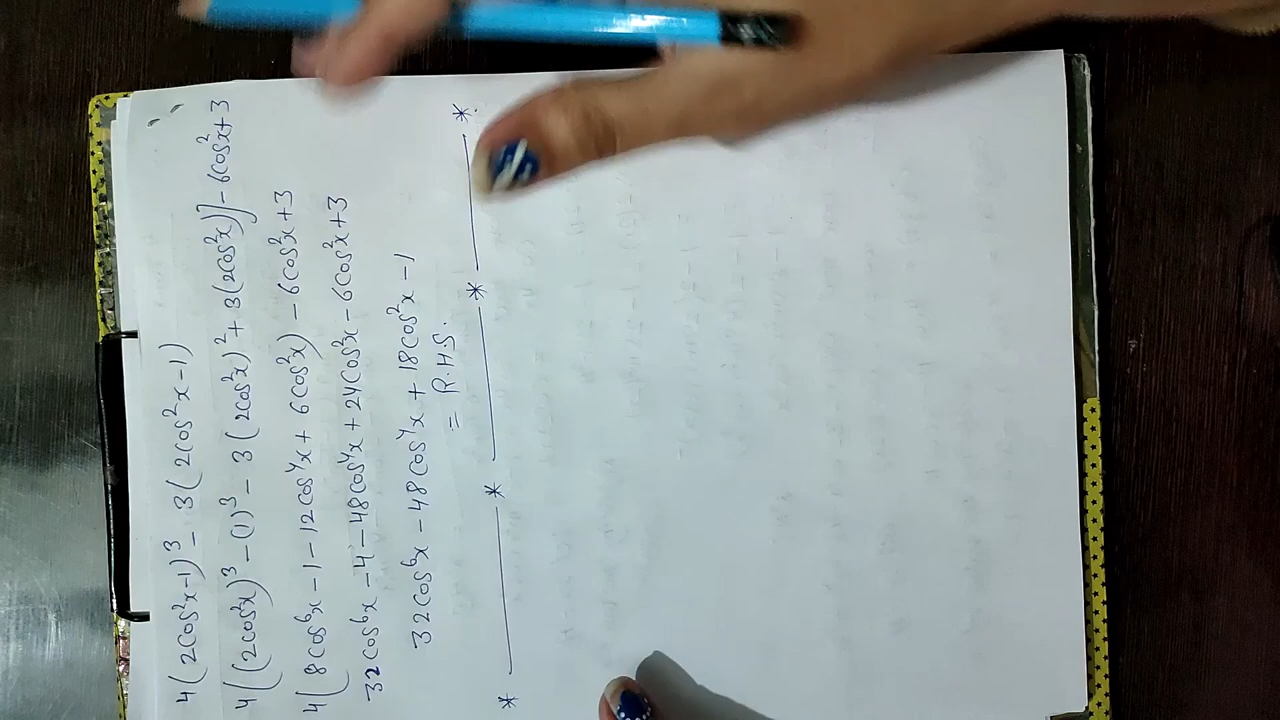 4(2cos²x-1)³ - 3(2cos²x-1)
4((2cos²x)³ - (1)³ - 3(2cos²x)² + 3(2cos²x)] - 6cos²x + 3
4(8cos⁶x - 1 - 12cos⁴x + 6cos²x) - 6cos²x + 3
32cos⁶x - 4 - 48cos⁴x + 24cos²x - 6cos²x + 3
32cos⁶x - 48cos⁴x + 18cos²x - 1
= R.H.S.